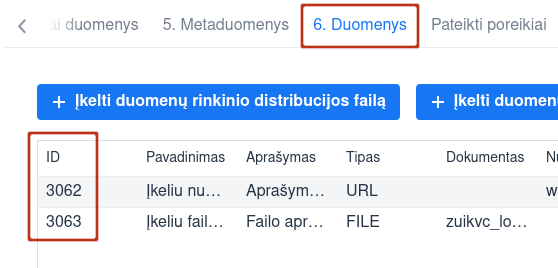 ai duomenys 5. Metaduomenys 6. Duomenys Pateikti poreikiai
+ Įkelti duomenų rinkinio distribucijos failą + Įkelti duomen
ID Pavadinimas Aprašymas Tipas Dokumentas Nu
3062 Įkeliu nu... Aprašym... URL w
3063 Įkeliu fail... Failo apr... FILE zuikvc_lo...